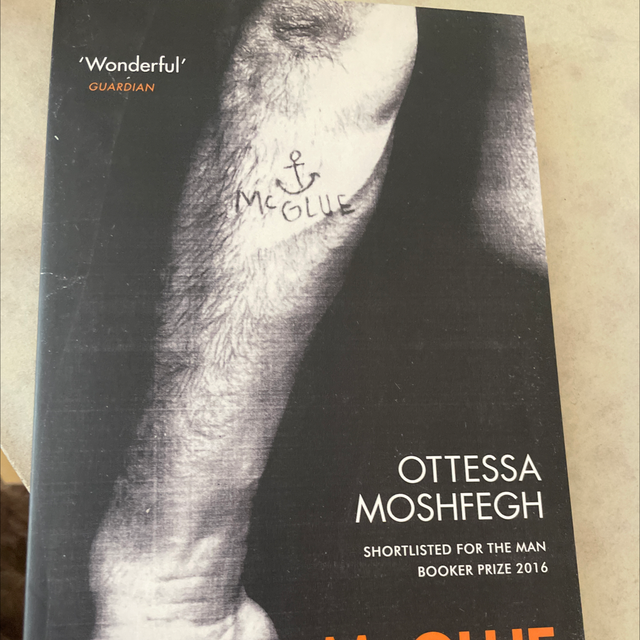 'Wonderful'
GUARDIAN
McGLUE
OTTESSA
MOSHFEGH
SHORTLISTED FOR THE MAN
BOOKER PRIZE 2016